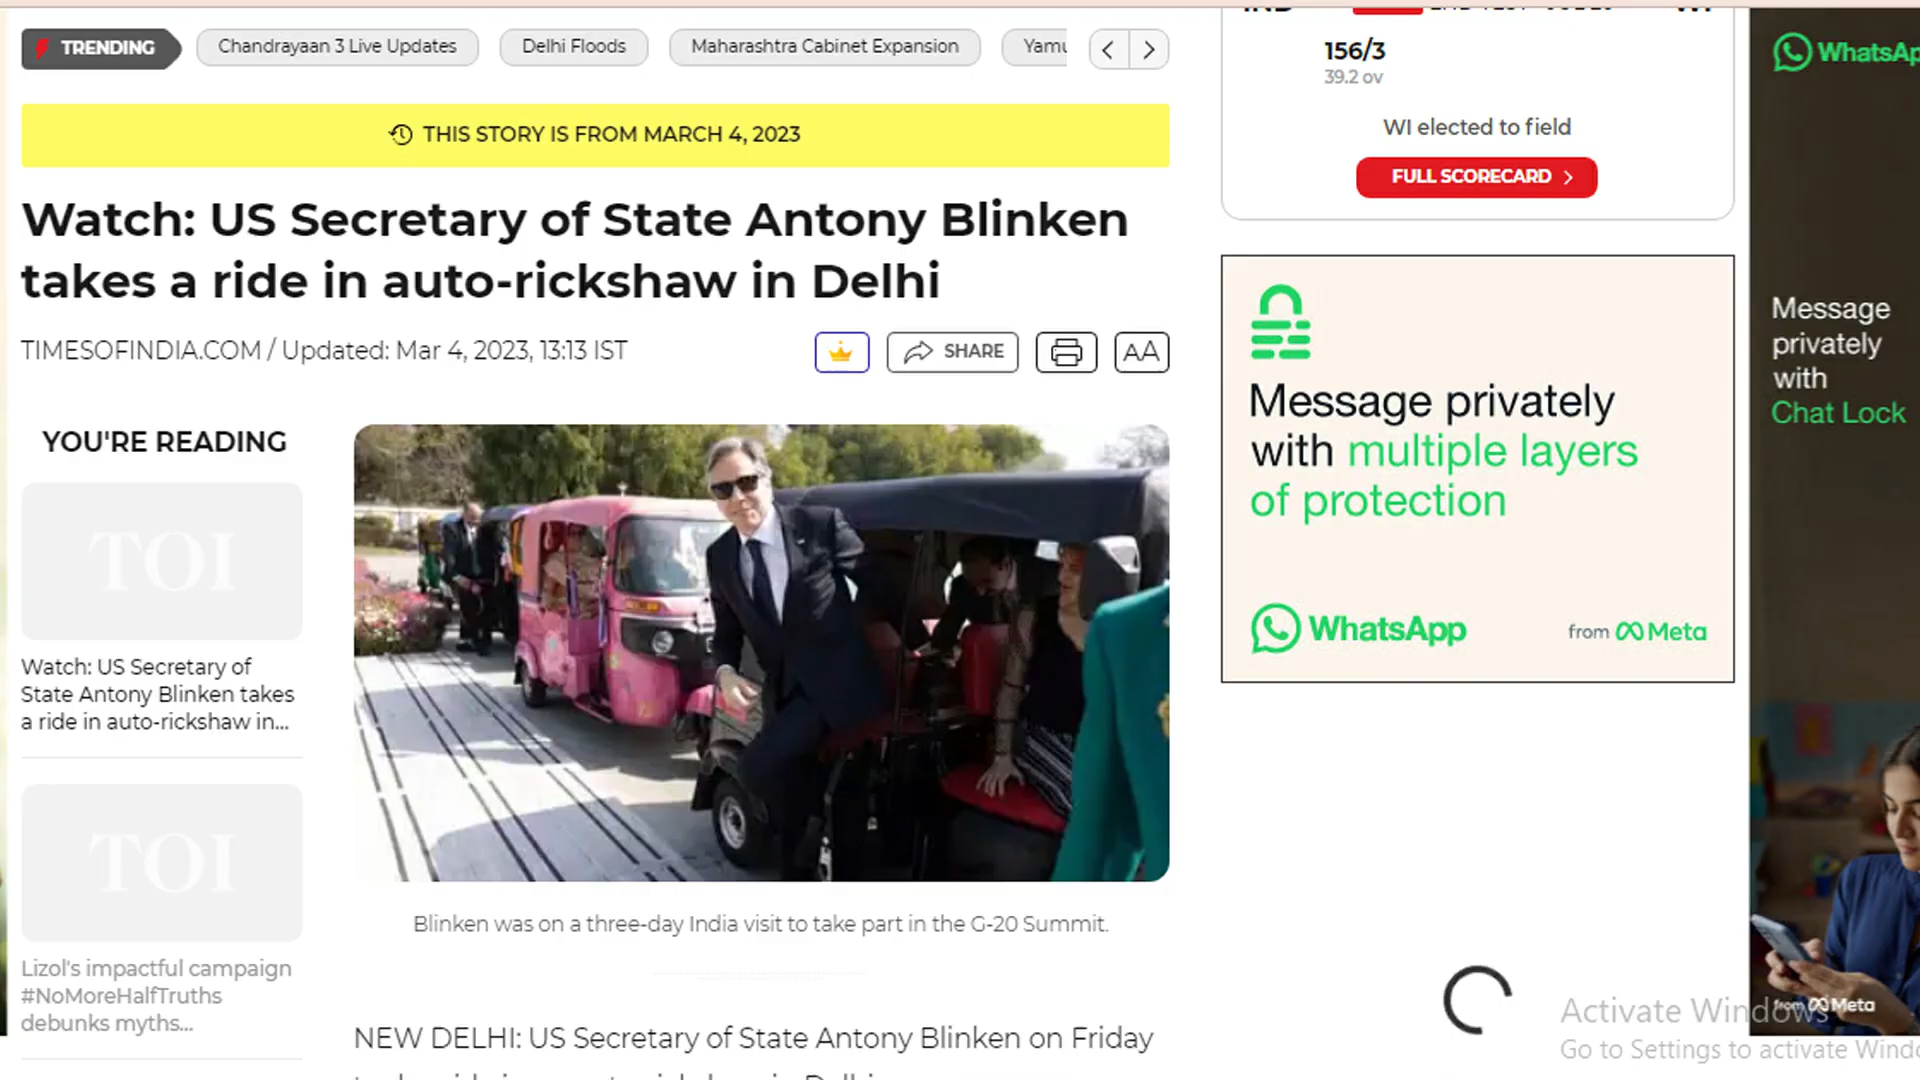 TRENDING
Chandrayaan 3 Live Updates
Delhi Floods
Maharashtra Cabinet Expansion
THIS STORY IS FROM MARCH 4, 2023
Watch: US Secretary of State Antony Blinken
takes a ride in auto-rickshaw in Delhi
TIMESOFINDIA.COM / Updated: Mar 4, 2023, 13:13 IST
SHARE
AA
YOU'RE READING
TOI
Watch: US Secretary of
State Antony Blinken takes
a ride in auto-rickshaw in...
TOI
Lizol's impactful campaign
#NoMoreHalfTruths
debunks myths...
Blinken was on a three-day India visit to take part in the G-20 Summit.
NEW DELHI: US Secretary of State Antony Blinken on Friday
156/3
39.2 ov
WI elected to field
FULL SCORECARD
Message privately
with multiple layers
of protection
WhatsApp
from Meta
Message
privately
with
Chat Lock
from Meta
Activate Windows
Go to Settings to activate